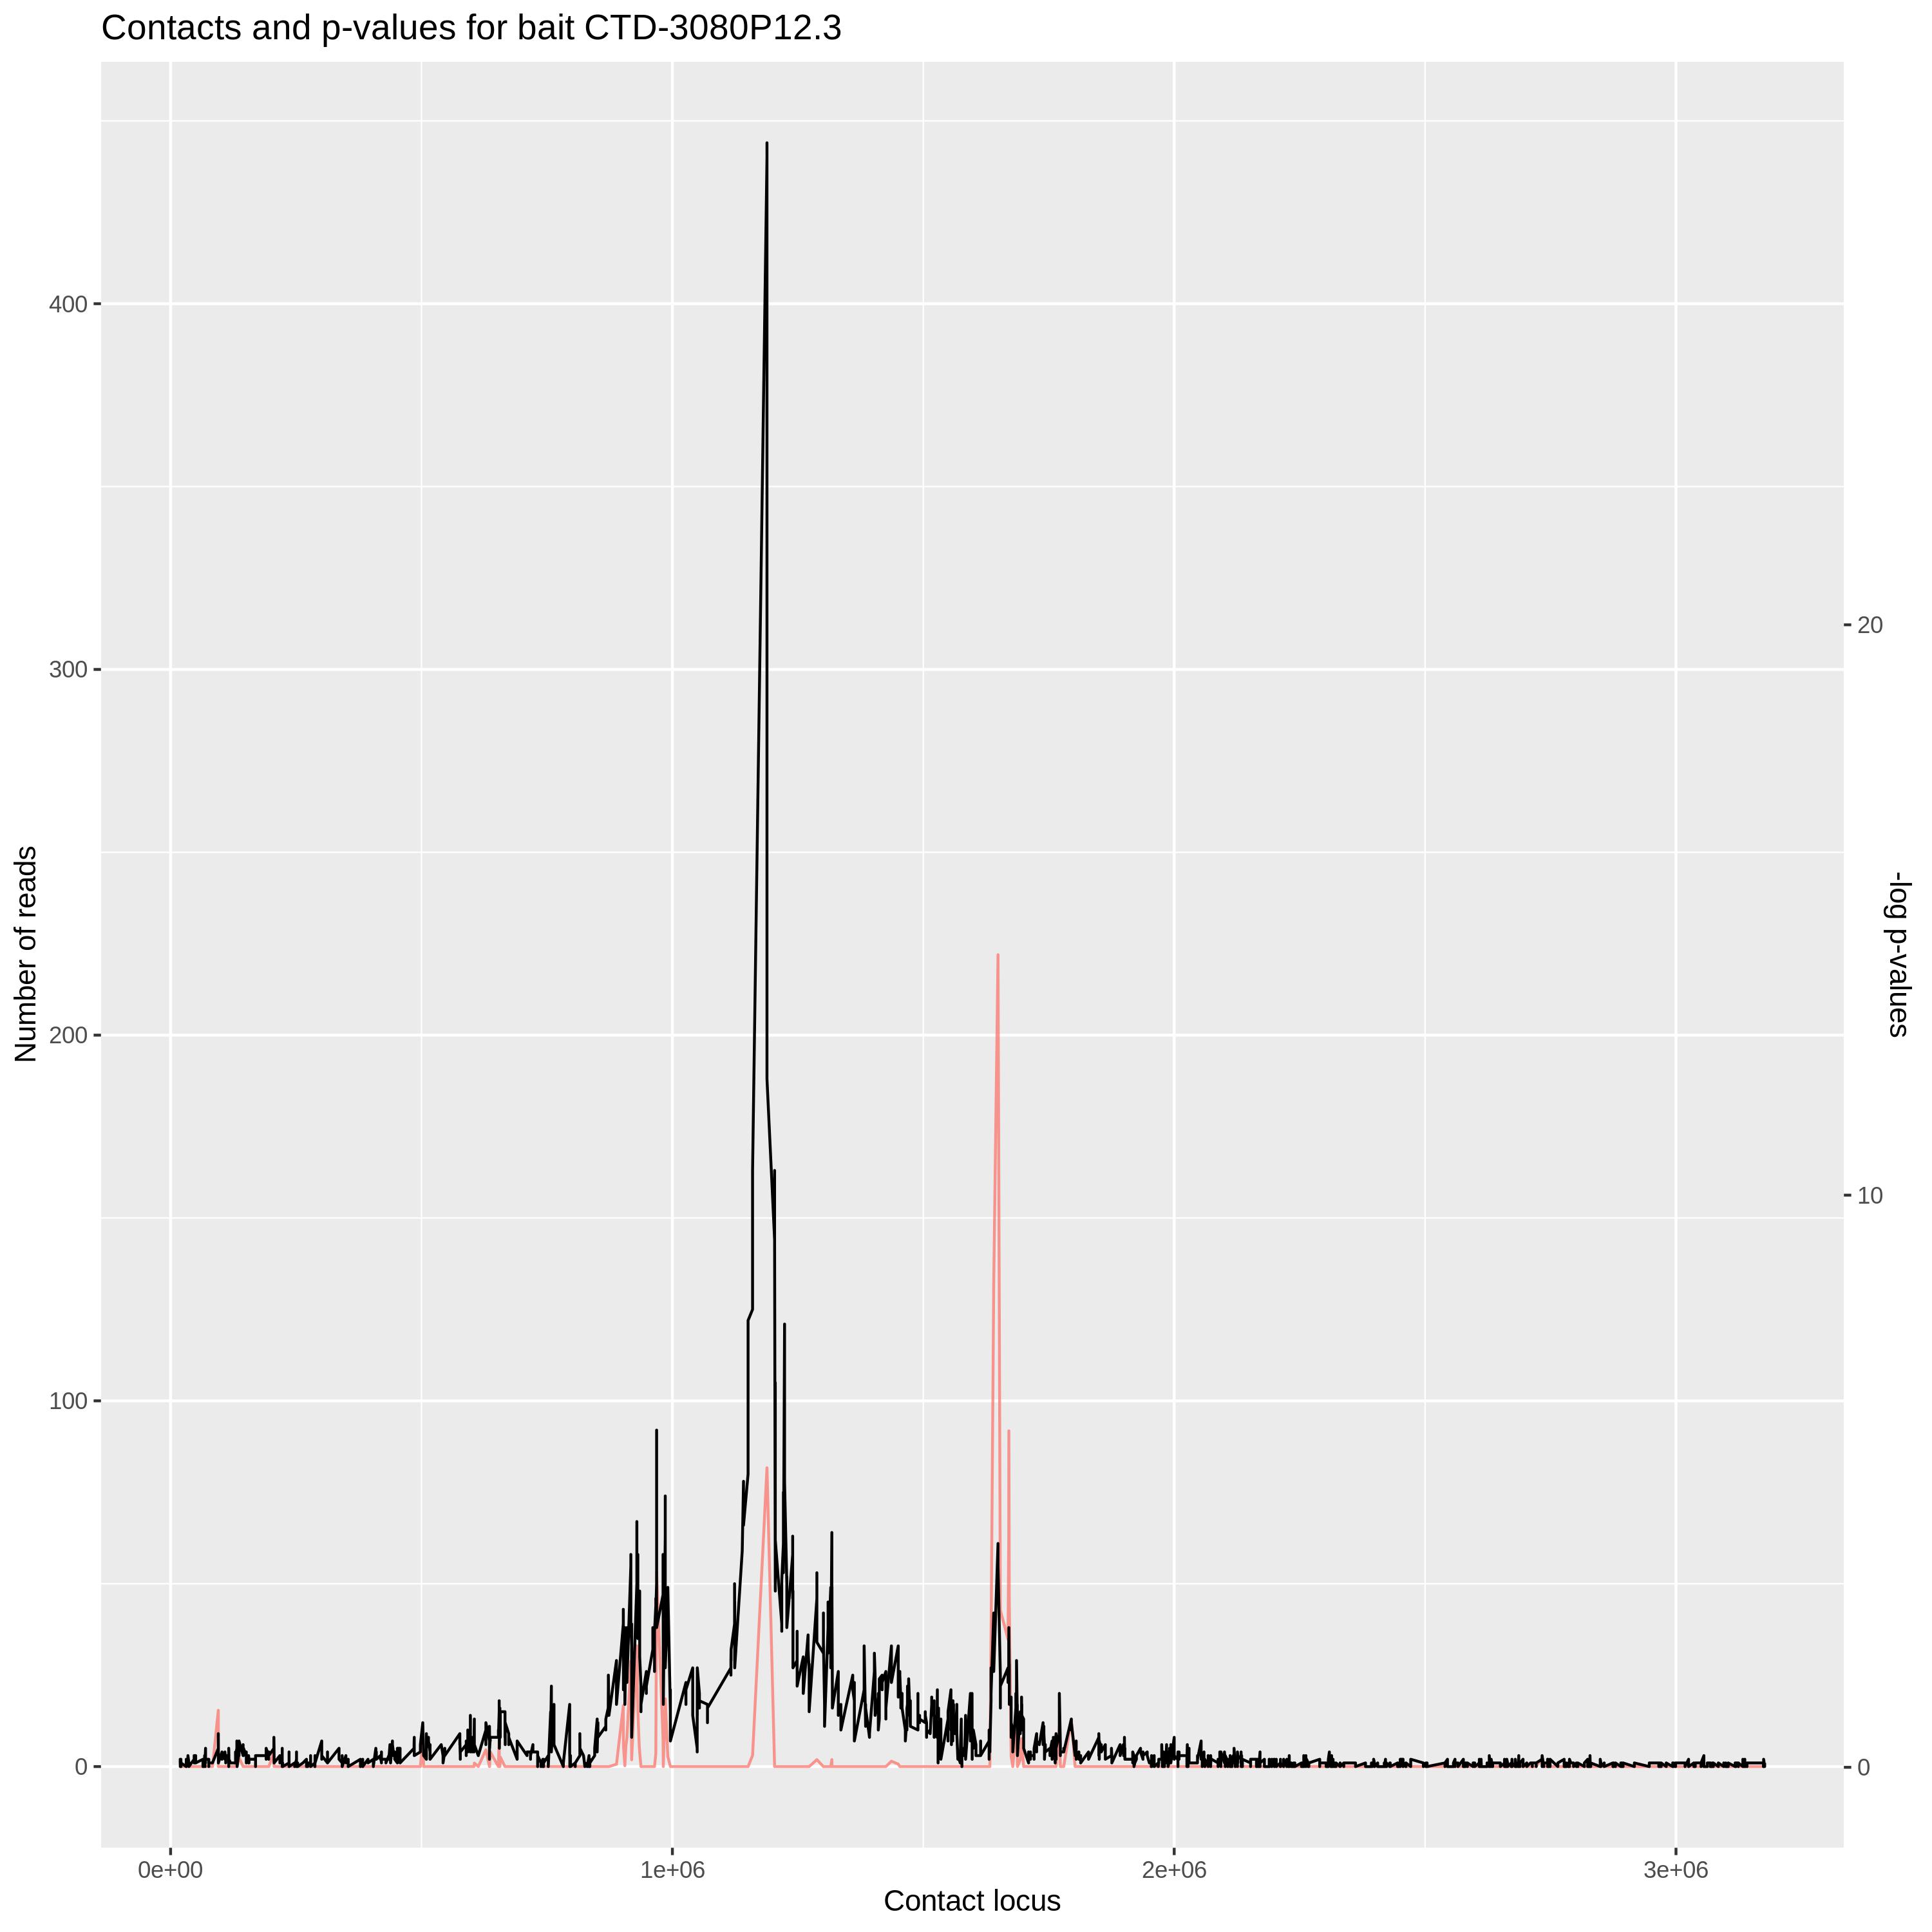 Contacts and p-values for bait CTD-3080P12.3
400
300
200
100
0
Number of reads
20
10
0
-log p-values
0e+00 1e+06 2e+06 3e+06
Contact locus